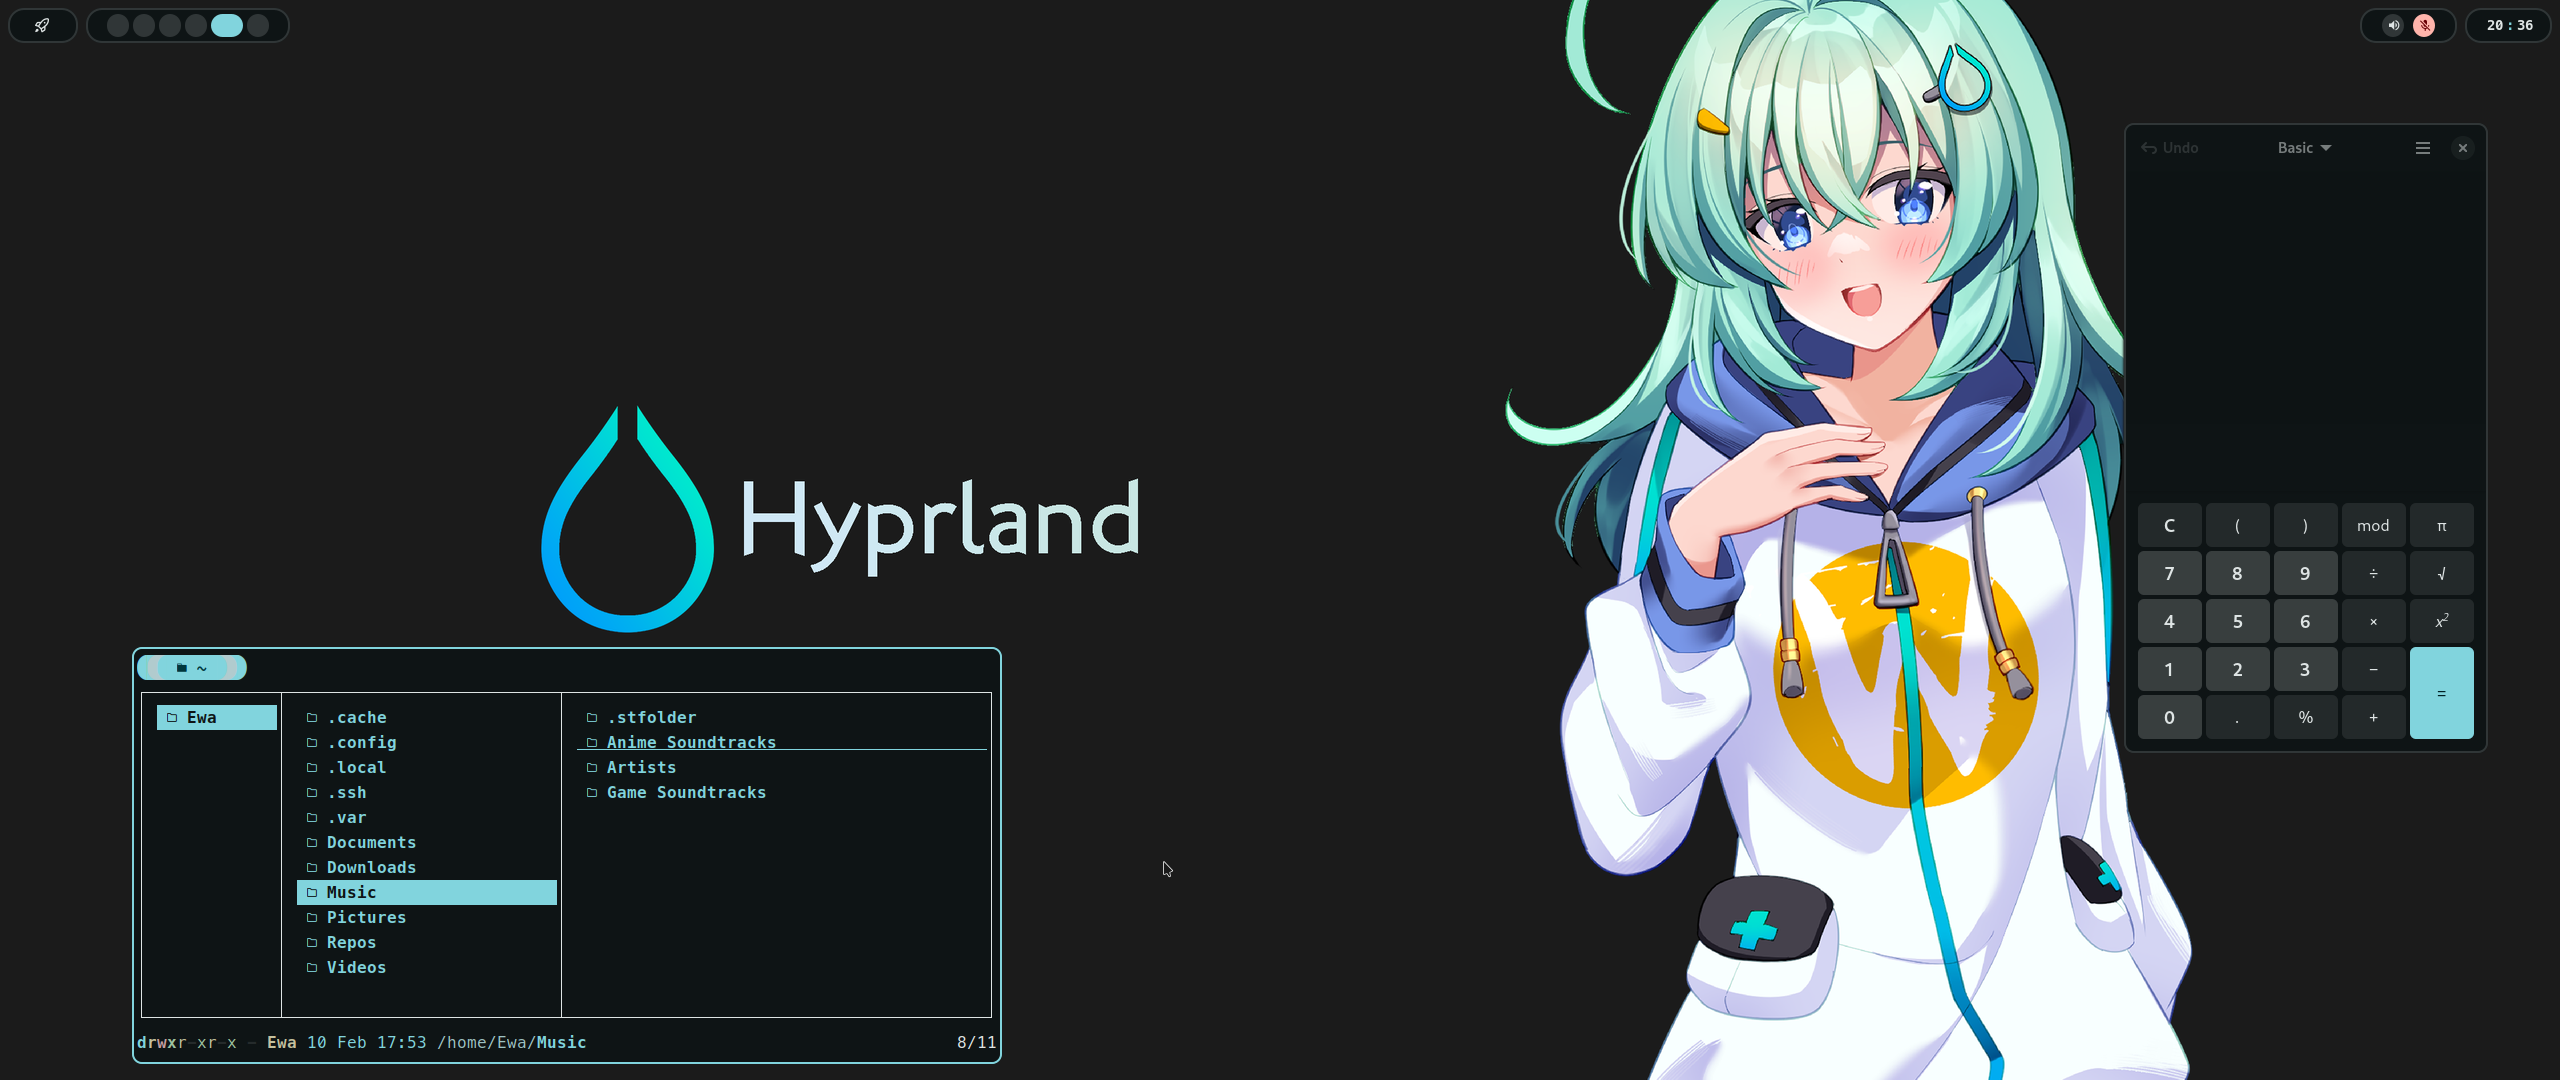 20:36
Undo
Basic
Hyprland
C ( ) mod π
7 8 9 ÷ √
4 5 6 × x²
1 2 3 − =
0 . % +
~
Ewa
.cache
.config
.local
.ssh
.var
Documents
Downloads
Music
Pictures
Repos
Videos
.stfolder
Anime Soundtracks
Artists
Game Soundtracks
drwxr-xr-x - Ewa 10 Feb 17:53 /home/Ewa/Music 8/11
W